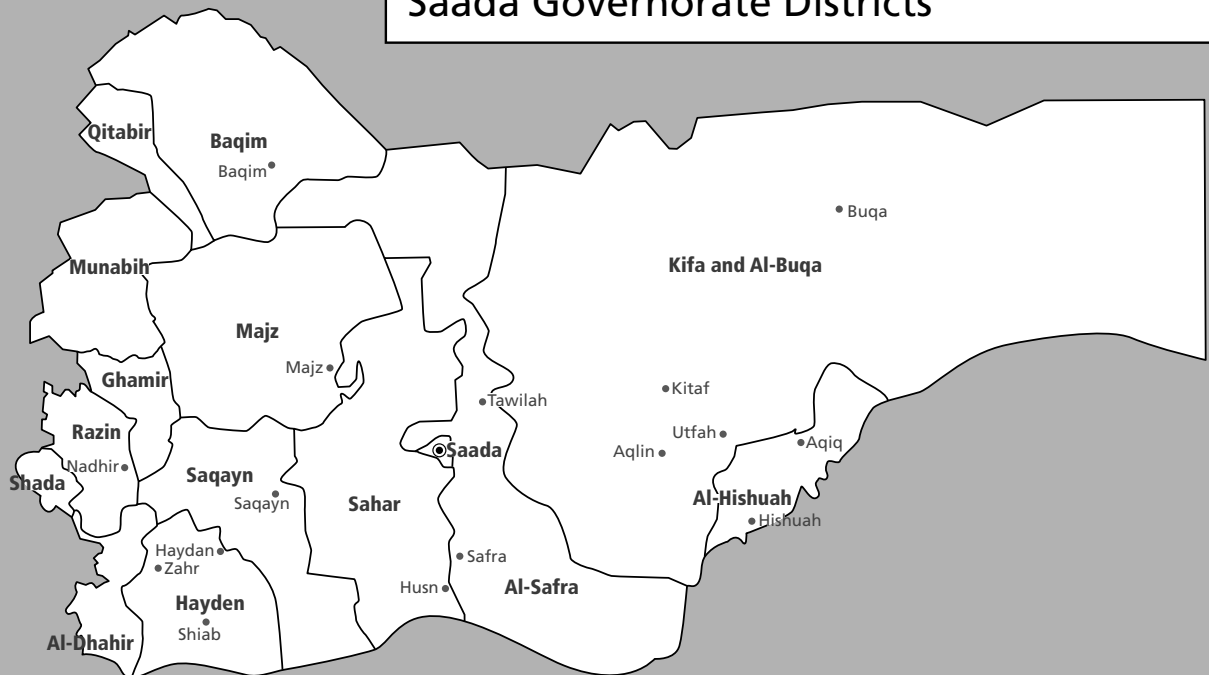 Saada Governorate Districts
Qitabir
Baqim
Baqim
Buqa
Munabih
Kifa and Al-Buqa
Majz
Majz
Ghamir
Kitaf
Tawilah
Razin
Utfah
Aqiq
Saada
Aqlin
Nadhir
Saqayn
Shada
Al-Hishuah
Saqayn
Sahar
Hishuah
Haydan
Safra
Zahr
Husn
Al-Safra
Hayden
Shiab
Al-Dhahir